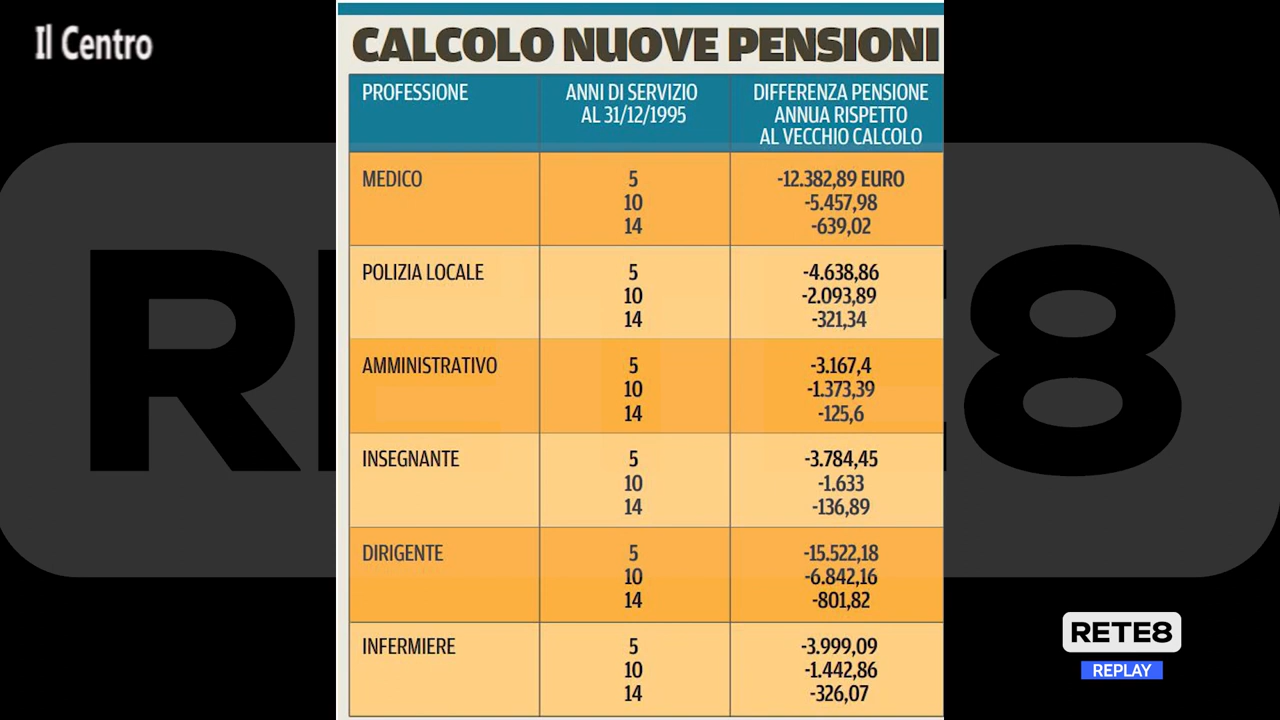 Il Centro
CALCOLO NUOVE PENSIONI
PROFESSIONE
ANNI DI SERVIZIO
AL 31/12/1995
DIFFERENZA PENSIONE
ANNUA RISPETTO
AL VECCHIO CALCOLO
MEDICO 5 -12.382,89 EURO
10 -5.457,98
14 -639,02
POLIZIA LOCALE 5 -4.638,86
10 -2.093,89
14 -321,34
AMMINISTRATIVO 5 -3.167,4
10 -1.373,39
14 -125,6
INSEGNANTE 5 -3.784,45
10 -1.633
14 -136,89
DIRIGENTE 5 -15.522,18
10 -6.842,16
14 -801,82
INFERMIERE 5 -3.999,09
10 -1.442,86
14 -326,07
RETE8
REPLAY